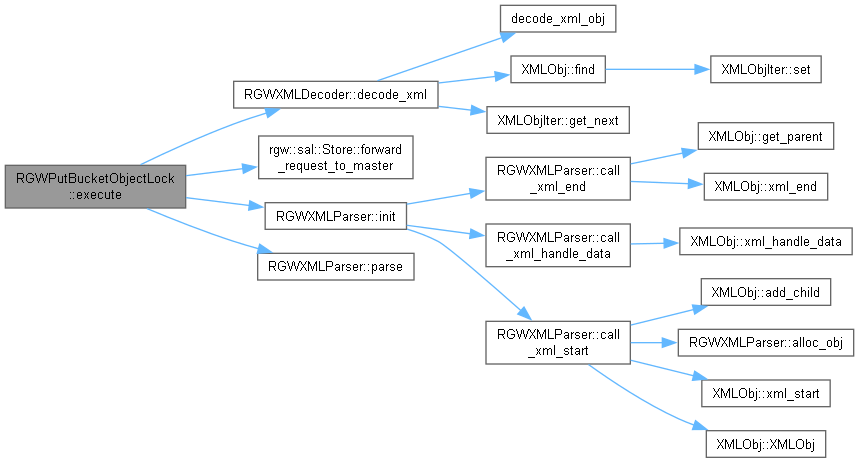 RGWPutBucketObjectLock
::execute
RGWXMLDecoder::decode_xml
decode_xml_obj
XMLObj::find
XMLObjIter::set
XMLObjIter::get_next
rgw::sal::Store::forward
_request_to_master
RGWXMLParser::init
RGWXMLParser::call
_xml_end
XMLObj::get_parent
XMLObj::xml_end
RGWXMLParser::call
_xml_handle_data
XMLObj::xml_handle_data
RGWXMLParser::call
_xml_start
XMLObj::add_child
RGWXMLParser::alloc_obj
XMLObj::xml_start
XMLObj::XMLObj
RGWXMLParser::parse